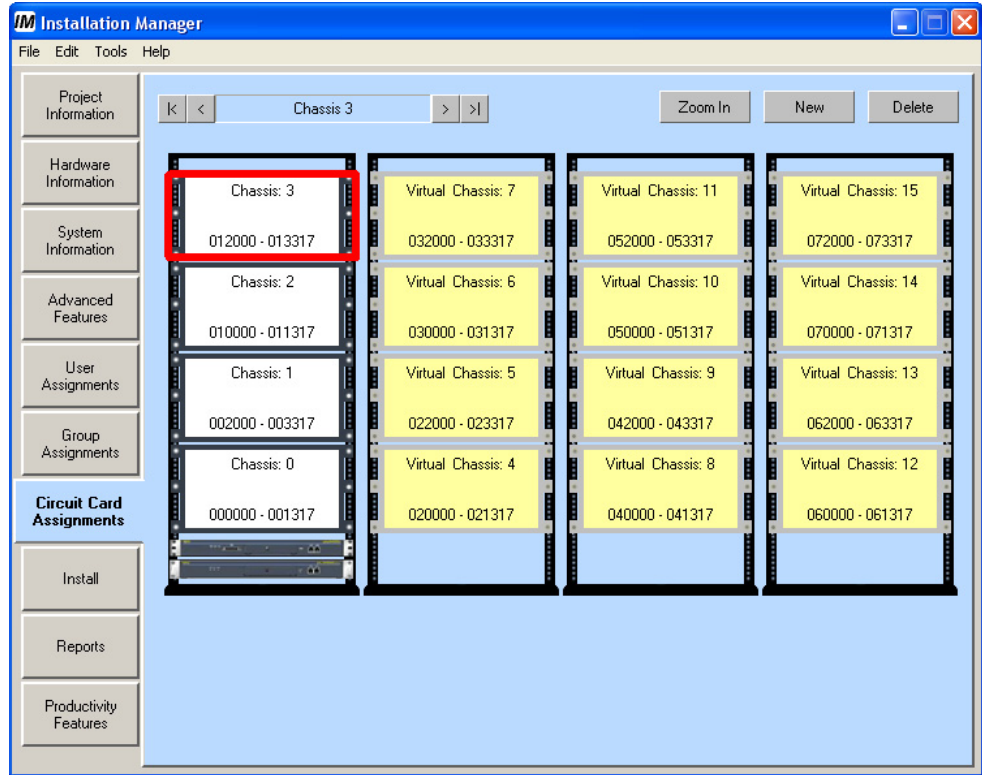 IM Installation Manager
File Edit Tools Help
Project
Information
Hardware
Information
System
Information
Advanced
Features
User
Assignments
Group
Assignments
Circuit Card
Assignments
Install
Reports
Productivity
Features
|< < Chassis 3 > >| Zoom In New Delete
Chassis: 3 Virtual Chassis: 7 Virtual Chassis: 11 Virtual Chassis: 15
012000 - 013317 032000 - 033317 052000 - 053317 072000 - 073317
Chassis: 2 Virtual Chassis: 6 Virtual Chassis: 10 Virtual Chassis: 14
010000 - 011317 030000 - 031317 050000 - 051317 070000 - 071317
Chassis: 1 Virtual Chassis: 5 Virtual Chassis: 9 Virtual Chassis: 13
002000 - 003317 022000 - 023317 042000 - 043317 062000 - 063317
Chassis: 0 Virtual Chassis: 4 Virtual Chassis: 8 Virtual Chassis: 12
000000 - 001317 020000 - 021317 040000 - 041317 060000 - 061317